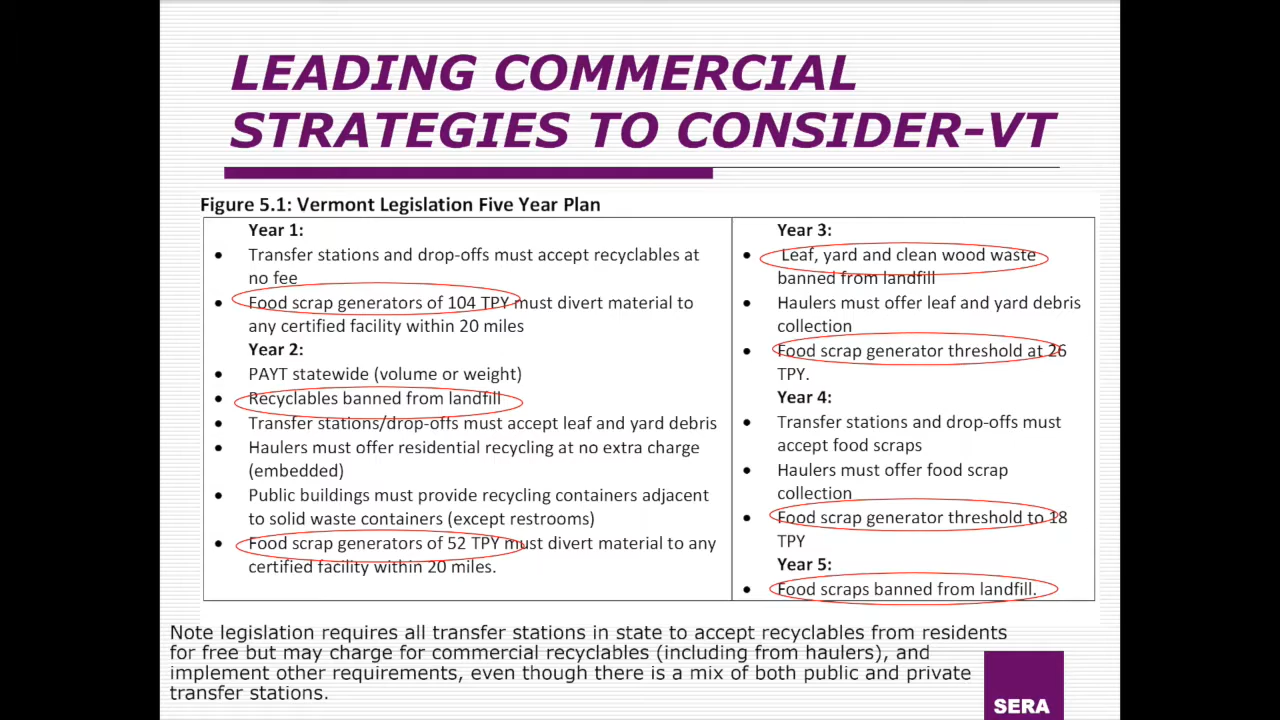 LEADING COMMERCIAL
STRATEGIES TO CONSIDER-VT
Figure 5.1: Vermont Legislation Five Year Plan
Year 1:
• Transfer stations and drop-offs must accept recyclables at
no fee
• Food scrap generators of 104 TPY must divert material to
any certified facility within 20 miles
Year 2:
• PAYT statewide (volume or weight)
• Recyclables banned from landfill
• Transfer stations/drop-offs must accept leaf and yard debris
• Haulers must offer residential recycling at no extra charge
(embedded)
• Public buildings must provide recycling containers adjacent
to solid waste containers (except restrooms)
• Food scrap generators of 52 TPY must divert material to any
certified facility within 20 miles.
Year 3:
• Leaf, yard and clean wood waste
banned from landfill
• Haulers must offer leaf and yard debris
collection
• Food scrap generator threshold at 26
TPY.
Year 4:
• Transfer stations and drop-offs must
accept food scraps
• Haulers must offer food scrap
collection
• Food scrap generator threshold to 18
TPY
Year 5:
• Food scraps banned from landfill.
Note legislation requires all transfer stations in state to accept recyclables from residents
for free but may charge for commercial recyclables (including from haulers), and
implement other requirements, even though there is a mix of both public and private
transfer stations.
SERA